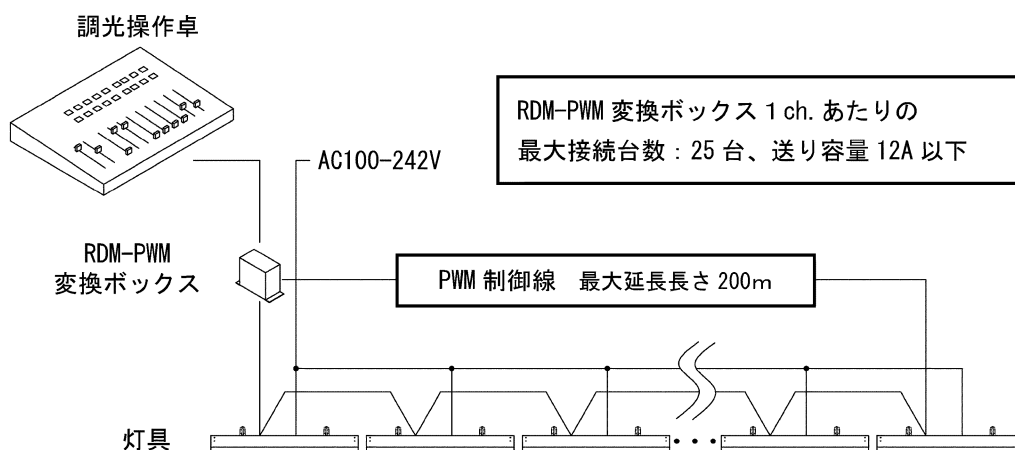 調光操作卓
RDM-PWM 変換ボックス 1 ch. あたりの
最大接続台数：25 台、送り容量 12A 以下
AC100-242V
RDM-PWM
変換ボックス
PWM 制御線　最大延長長さ 200m
灯具